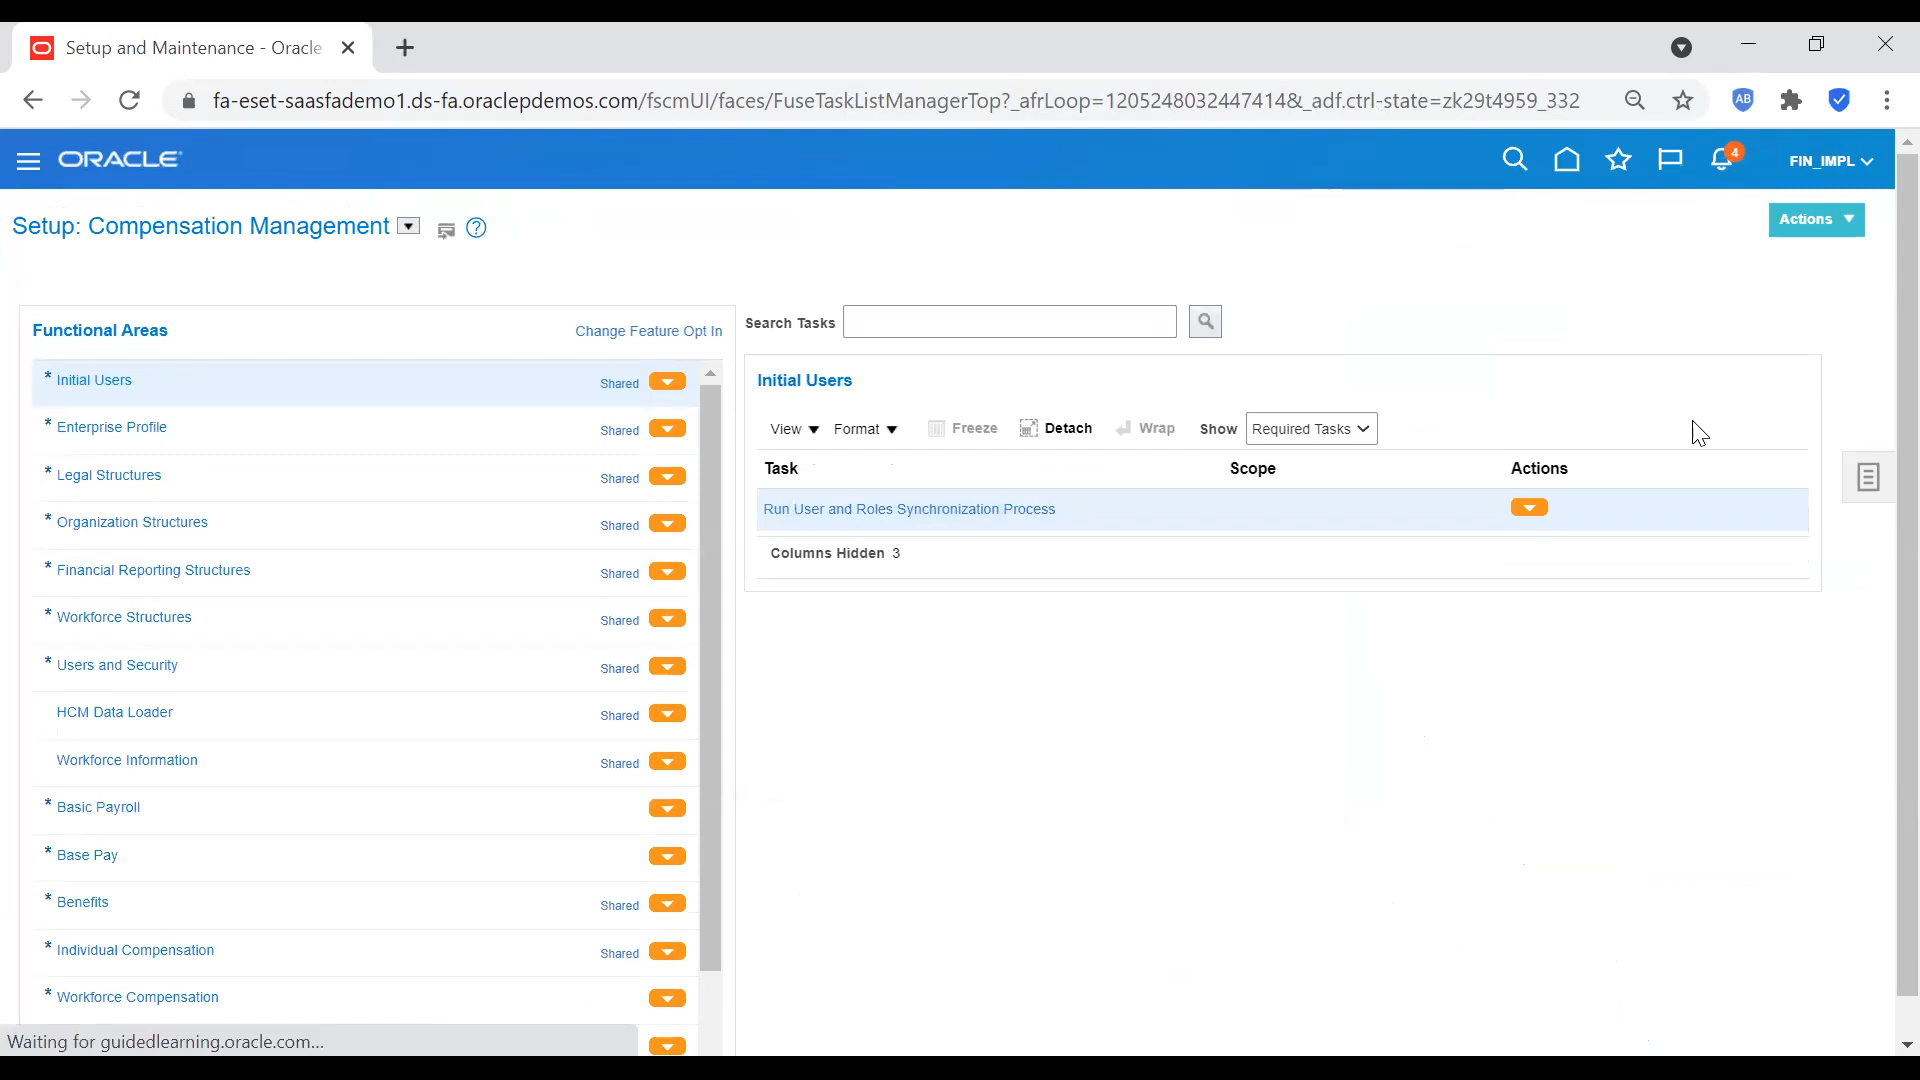 Setup and Maintenance - Oracle
fa-eset-saasfademo1.ds-fa.oraclepdemos.com/fscmUI/faces/FuseTaskListManagerTop?_afrLoop=1205248032447414&_adf.ctrl-state=zk29t4959_332
AB
ORACLE
4
FIN_IMPL
Setup: Compensation Management
?
Actions
Functional Areas
Change Feature Opt In
* Initial Users Shared
* Enterprise Profile Shared
* Legal Structures Shared
* Organization Structures Shared
* Financial Reporting Structures Shared
* Workforce Structures Shared
* Users and Security Shared
HCM Data Loader Shared
Workforce Information Shared
* Basic Payroll
* Base Pay
* Benefits Shared
* Individual Compensation Shared
* Workforce Compensation
Search Tasks
Initial Users
View Format Freeze Detach Wrap Show Required Tasks
Task Scope Actions
Run User and Roles Synchronization Process
Columns Hidden 3
Waiting for guidedlearning.oracle.com...